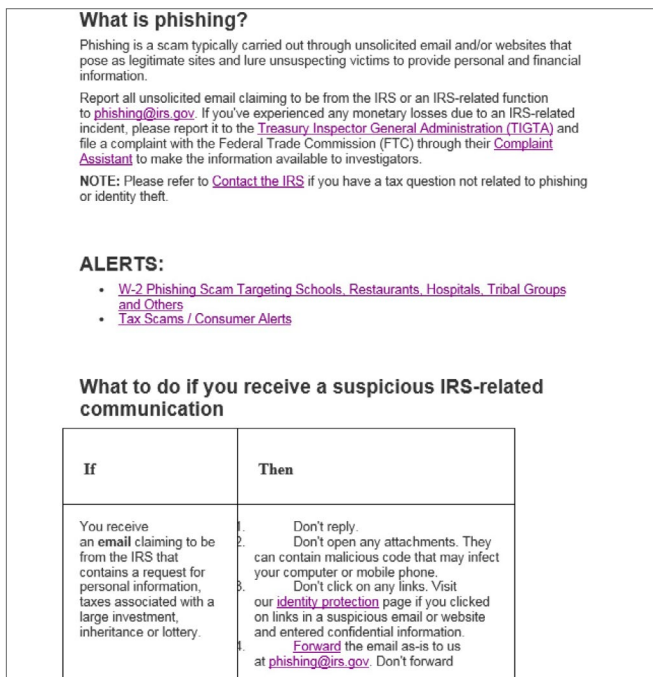 What is phishing?
Phishing is a scam typically carried out through unsolicited email and/or websites that
pose as legitimate sites and lure unsuspecting victims to provide personal and financial
information.
Report all unsolicited email claiming to be from the IRS or an IRS-related function
to phishing@irs.gov. If you've experienced any monetary losses due to an IRS-related
incident, please report it to the Treasury Inspector General Administration (TIGTA) and
file a complaint with the Federal Trade Commission (FTC) through their Complaint
Assistant to make the information available to investigators.
NOTE: Please refer to Contact the IRS if you have a tax question not related to phishing
or identity theft.
ALERTS:
• W-2 Phishing Scam Targeting Schools, Restaurants, Hospitals, Tribal Groups
and Others
• Tax Scams / Consumer Alerts
What to do if you receive a suspicious IRS-related
communication
If
Then
You receive
an email claiming to be
from the IRS that
contains a request for
personal information,
taxes associated with a
large investment,
inheritance or lottery.
1. Don't reply.
2. Don't open any attachments. They
can contain malicious code that may infect
your computer or mobile phone.
3. Don't click on any links. Visit
our identity protection page if you clicked
on links in a suspicious email or website
and entered confidential information.
4. Forward the email as-is to us
at phishing@irs.gov. Don't forward